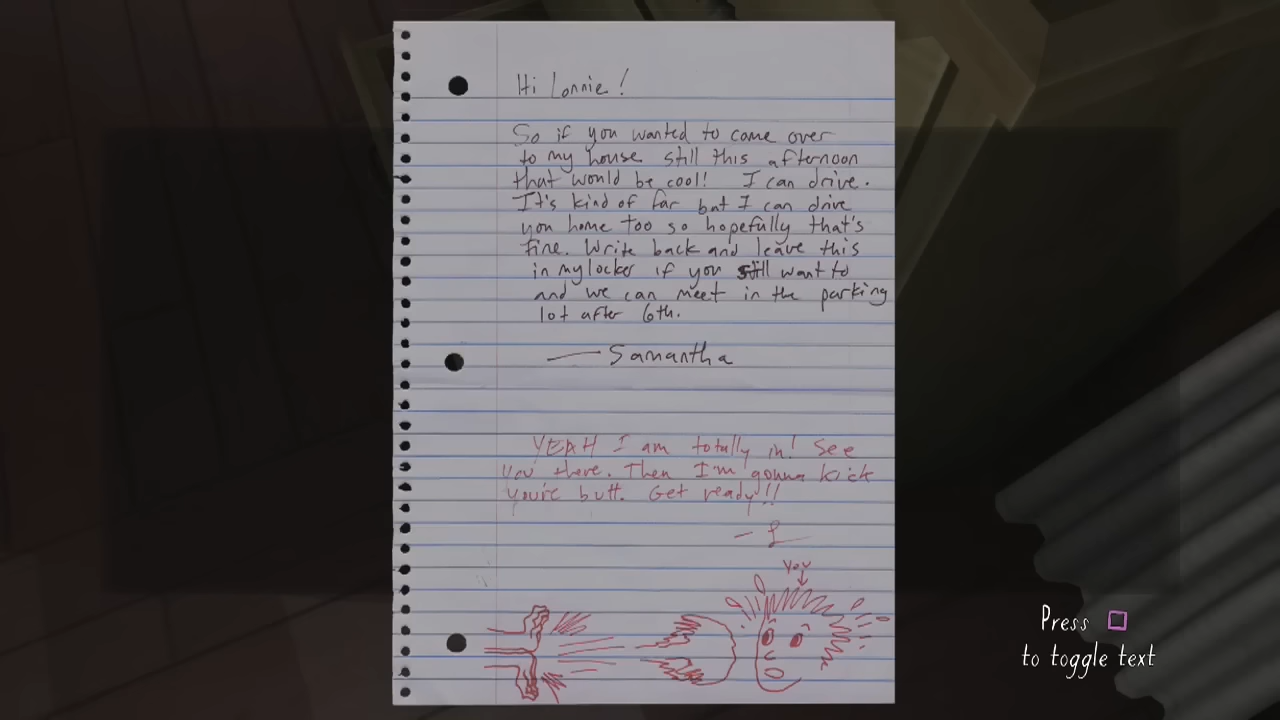 Hi Lonnie!
So if you wanted to come over
to my house still this afternoon
that would be cool! I can drive.
It's kind of far but I can drive
you home too so hopefully that's
fine. Write back and leave this
in my locker if you still want to
and we can meet in the parking
lot after 6th.
— Samantha
YEAH I am totally in! See
you there. Then I'm gonna kick
you're butt. Get ready!!
- L
you
Press
to toggle text